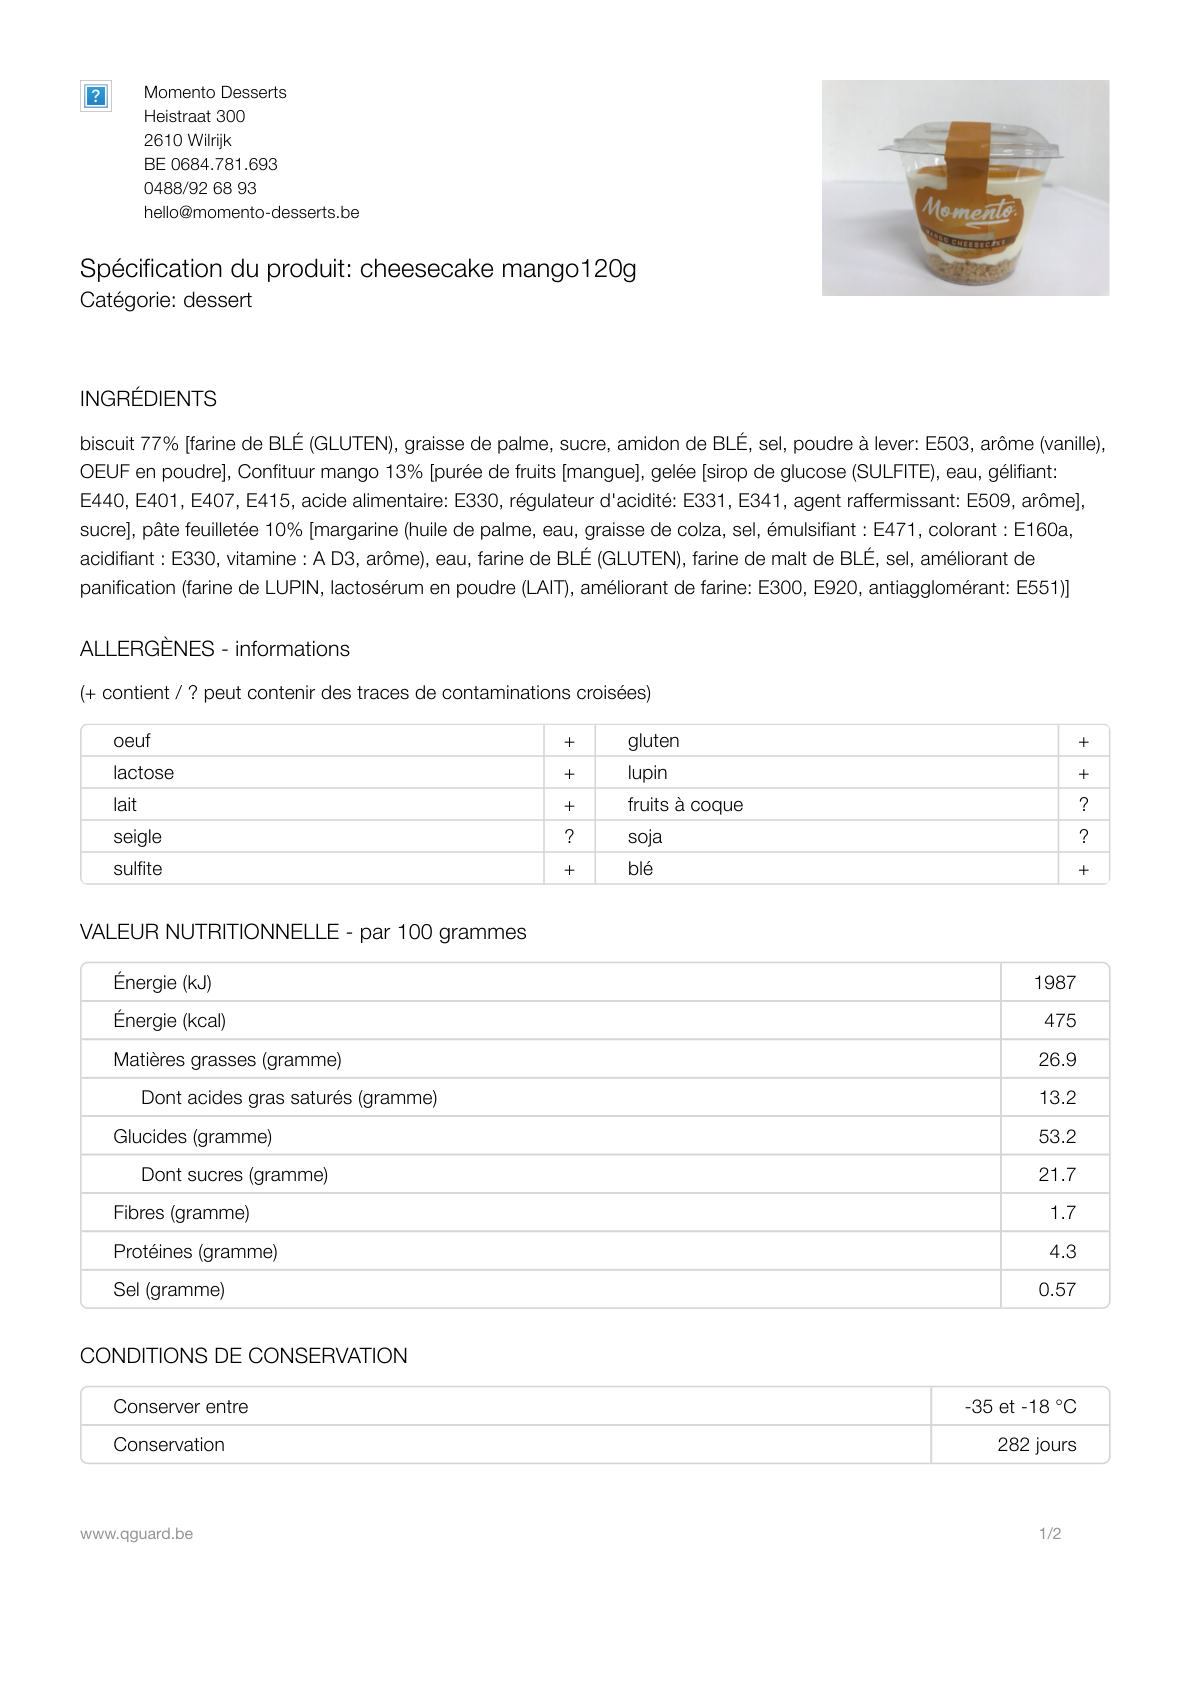 ?
Momento Desserts
Heistraat 300
2610 Wilrijk
BE 0684.781.693
0488/92 68 93
hello@momento-desserts.be
Momento.
MANGO CHEESECAKE
Spécification du produit: cheesecake mango120g
Catégorie: dessert
INGRÉDIENTS
biscuit 77% [farine de BLÉ (GLUTEN), graisse de palme, sucre, amidon de BLÉ, sel, poudre à lever: E503, arôme (vanille),
OEUF en poudre], Confituur mango 13% [purée de fruits [mangue], gelée [sirop de glucose (SULFITE), eau, gélifiant:
E440, E401, E407, E415, acide alimentaire: E330, régulateur d'acidité: E331, E341, agent raffermissant: E509, arôme],
sucre], pâte feuilletée 10% [margarine (huile de palme, eau, graisse de colza, sel, émulsifiant : E471, colorant : E160a,
acidifiant : E330, vitamine : A D3, arôme), eau, farine de BLÉ (GLUTEN), farine de malt de BLÉ, sel, améliorant de
panification (farine de LUPIN, lactosérum en poudre (LAIT), améliorant de farine: E300, E920, antiagglomérant: E551)]
ALLERGÈNES - informations
(+ contient / ? peut contenir des traces de contaminations croisées)
oeuf + gluten +
lactose + lupin +
lait + fruits à coque ?
seigle ? soja ?
sulfite + blé +
VALEUR NUTRITIONNELLE - par 100 grammes
Énergie (kJ) 1987
Énergie (kcal) 475
Matières grasses (gramme) 26.9
Dont acides gras saturés (gramme) 13.2
Glucides (gramme) 53.2
Dont sucres (gramme) 21.7
Fibres (gramme) 1.7
Protéines (gramme) 4.3
Sel (gramme) 0.57
CONDITIONS DE CONSERVATION
Conserver entre -35 et -18 °C
Conservation 282 jours
www.qguard.be 1/2